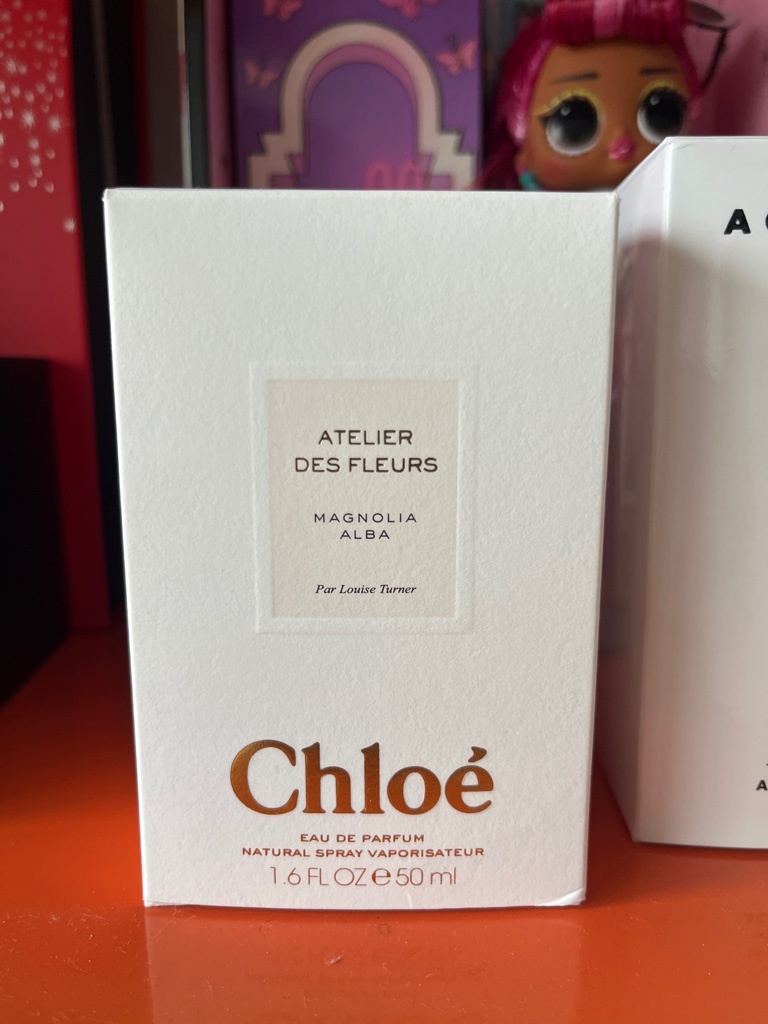 ATELIER
DES FLEURS
MAGNOLIA
ALBA
Par Louise Turner
Chloé
EAU DE PARFUM
NATURAL SPRAY VAPORISATEUR
1.6 FL OZ e 50 ml